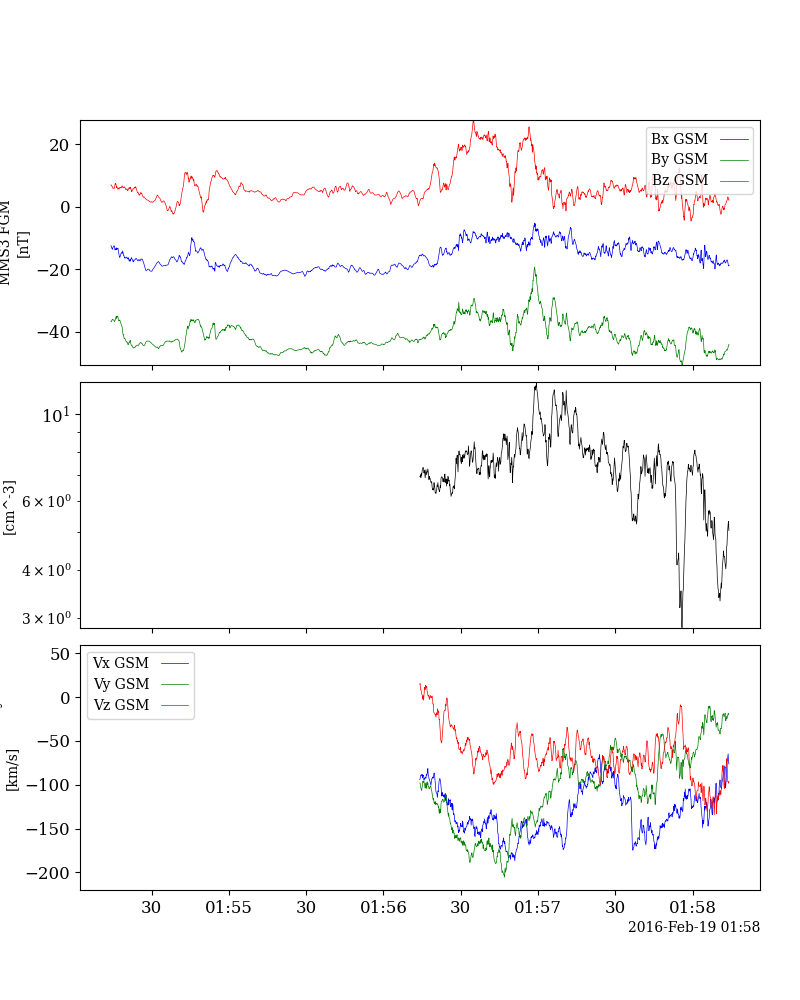 MMS3 FGM
[nT]
20
0
−20
−40
Bx GSM
By GSM
Bz GSM
[cm^-3]
10^1
6 × 10^0
4 × 10^0
3 × 10^0
[km/s]
50
0
−50
−100
−150
−200
Vx GSM
Vy GSM
Vz GSM
30 01:55 30 01:56 30 01:57 30 01:58
2016-Feb-19 01:58